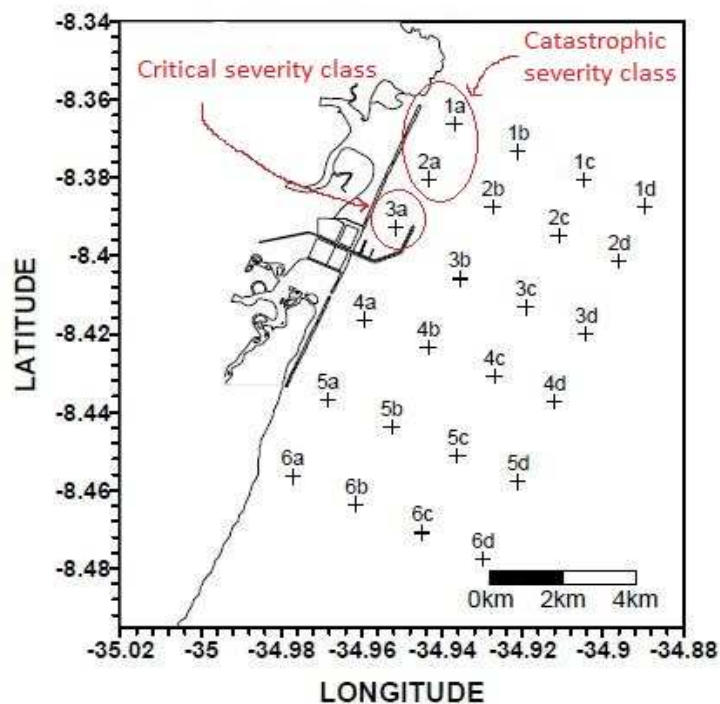 -8.34
Critical severity class
Catastrophic
severity class
-8.36
1a
1b
-8.38
2a
1c
2b
1d
3a
2c
-8.4
2d
3b
3c
-8.42
4a
3d
4b
4c
-8.44
5a
4d
5b
5c
-8.46
6a
5d
6b
6c
-8.48
6d
0km 2km 4km
-35.02 -35 -34.98 -34.96 -34.94 -34.92 -34.9 -34.88
LONGITUDE
LATITUDE